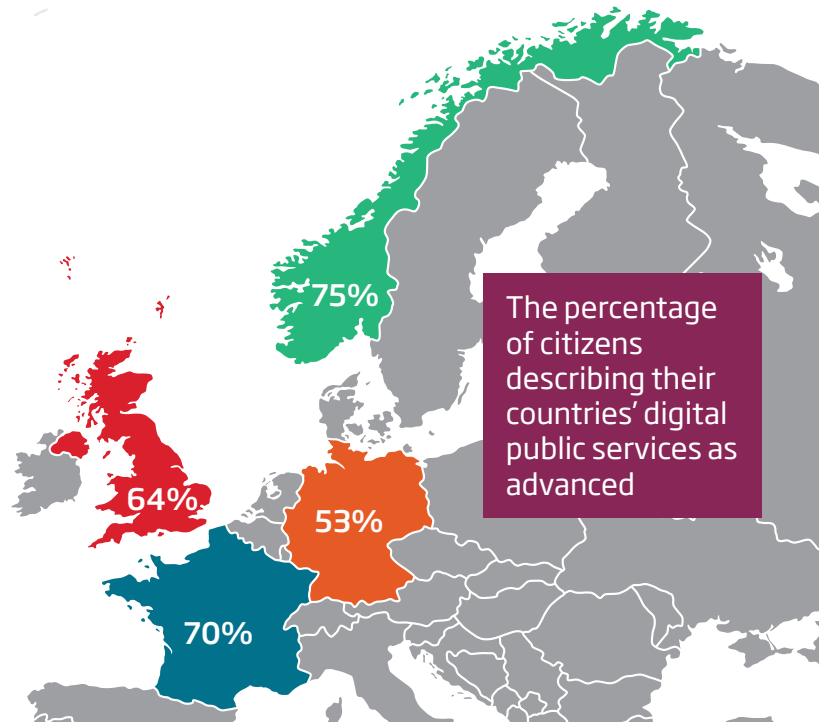 75%
The percentage
of citizens
describing their
countries’ digital
public services as
advanced
64%
53%
70%